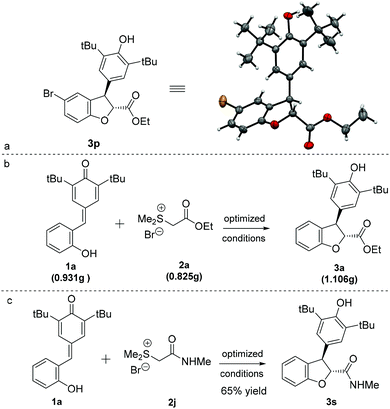 OH
tBu
tBu
Br
O
CO
OEt
3p
a
b
O
tBu
tBu
OH
1a
(0.931g )
+
O
Me2S
+
Br
OEt
2a
(0.825g)
optimized
conditions
OH
tBu
tBu
O
O
OEt
3a
(1.106g)
c
O
tBu
tBu
OH
1a
+
O
Me2S
+
Br
NHMe
2j
optimized
conditions
65% yield
OH
tBu
tBu
O
O
NHMe
3s